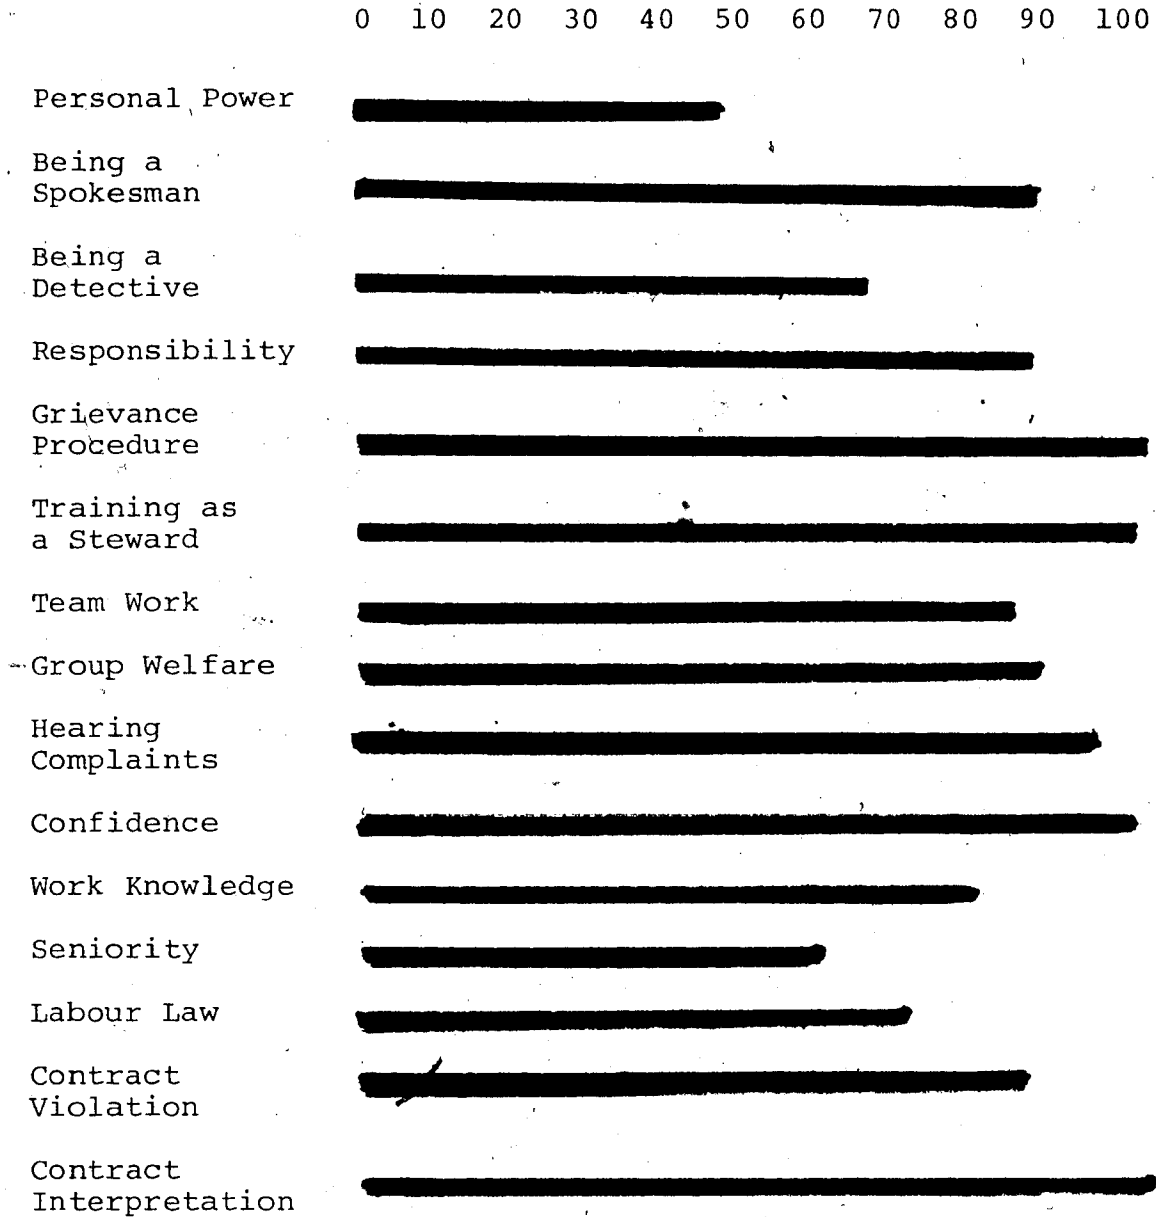 0 10 20 30 40 50 60 70 80 90 100
Personal Power
Being a
Spokesman
Being a
Detective
Responsibility
Grievance
Procedure
Training as
a Steward
Team Work
Group Welfare
Hearing
Complaints
Confidence
Work Knowledge
Seniority
Labour Law
Contract
Violation
Contract
Interpretation